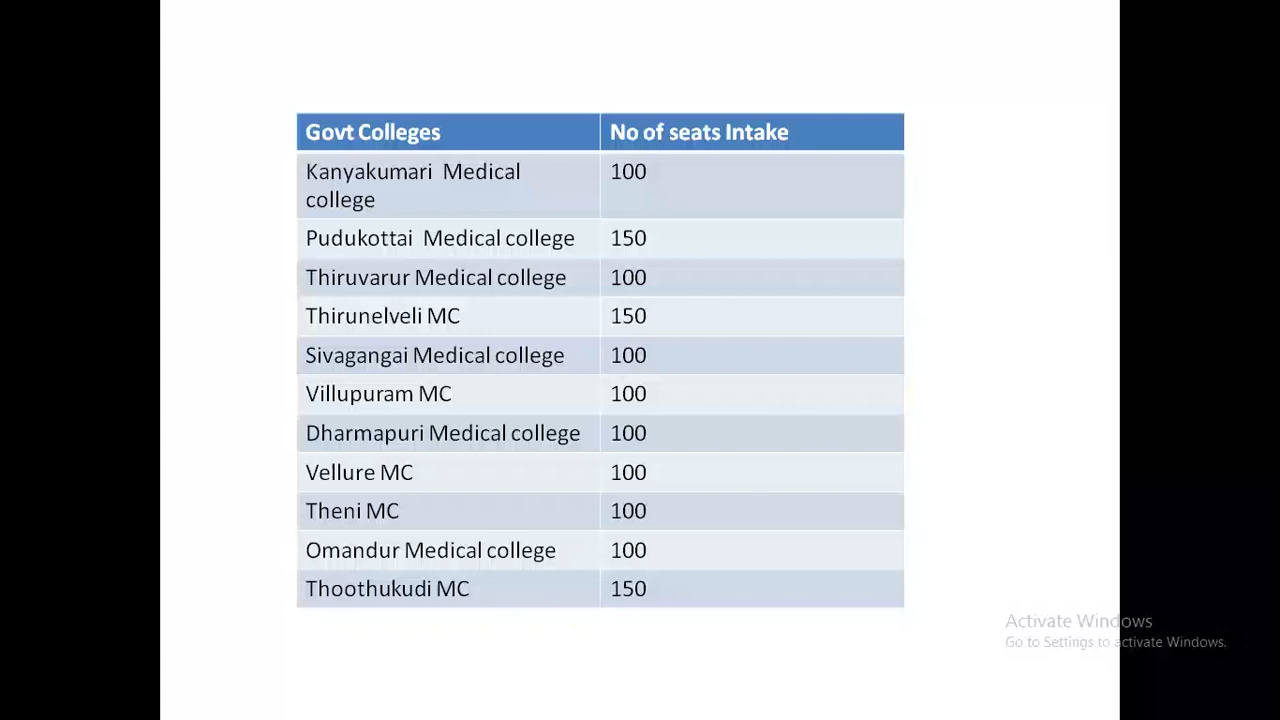 Govt Colleges No of seats Intake
Kanyakumari Medical 100
college
Pudukottai Medical college 150
Thiruvarur Medical college 100
Thirunelveli MC 150
Sivagangai Medical college 100
Villupuram MC 100
Dharmapuri Medical college 100
Vellure MC 100
Theni MC 100
Omandur Medical college 100
Thoothukudi MC 150
Activate Windows
Go to Settings to activate Windows.